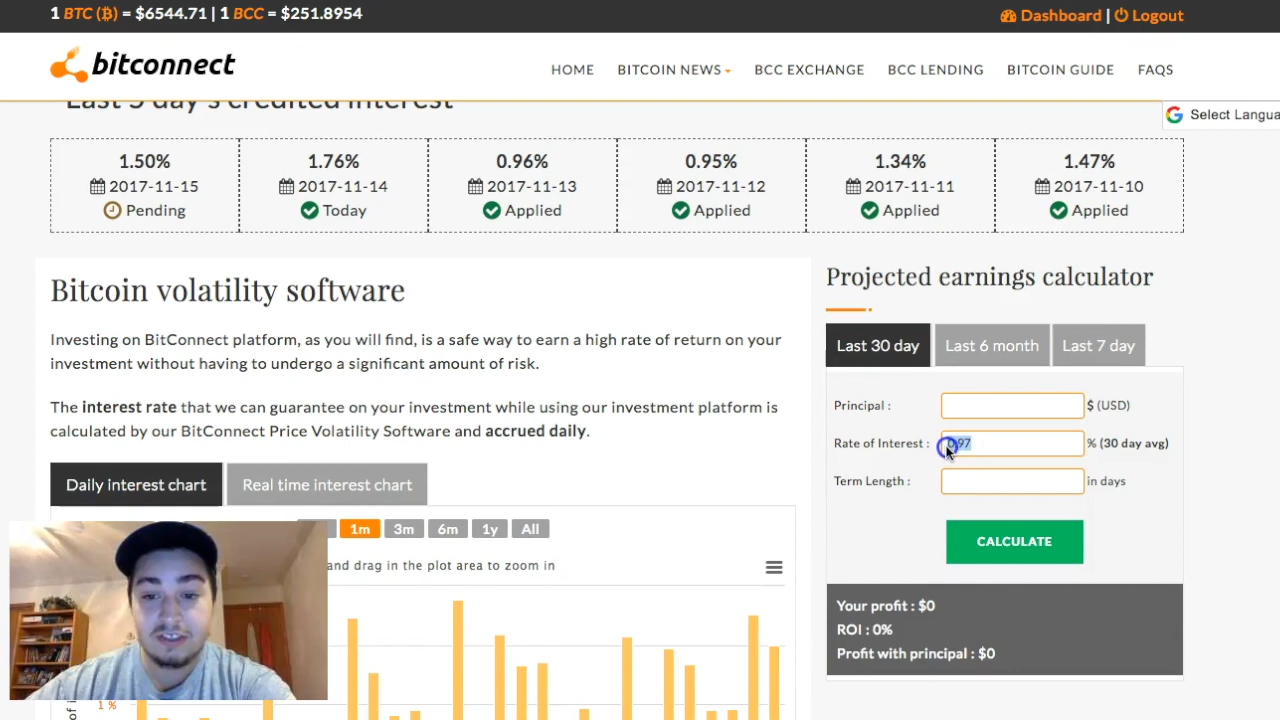 1 BTC (฿) = $6544.71 | 1 BCC = $251.8954
Dashboard | Logout
bitconnect
HOME BITCOIN NEWS BCC EXCHANGE BCC LENDING BITCOIN GUIDE FAQS
Last 5 day's credited interest
Select Langua
1.50% 1.76% 0.96% 0.95% 1.34% 1.47%
2017-11-15 2017-11-14 2017-11-13 2017-11-12 2017-11-11 2017-11-10
Pending Today Applied Applied Applied Applied
Bitcoin volatility software
Investing on BitConnect platform, as you will find, is a safe way to earn a high rate of return on your
investment without having to undergo a significant amount of risk.
The interest rate that we can guarantee on your investment while using our investment platform is
calculated by our BitConnect Price Volatility Software and accrued daily.
Daily interest chart Real time interest chart
1m 3m 6m 1y All
and drag in the plot area to zoom in
1 %
of i
Projected earnings calculator
Last 30 day Last 6 month Last 7 day
Principal : $ (USD)
Rate of Interest : 0.97 % (30 day avg)
Term Length : in days
CALCULATE
Your profit : $0
ROI : 0%
Profit with principal : $0